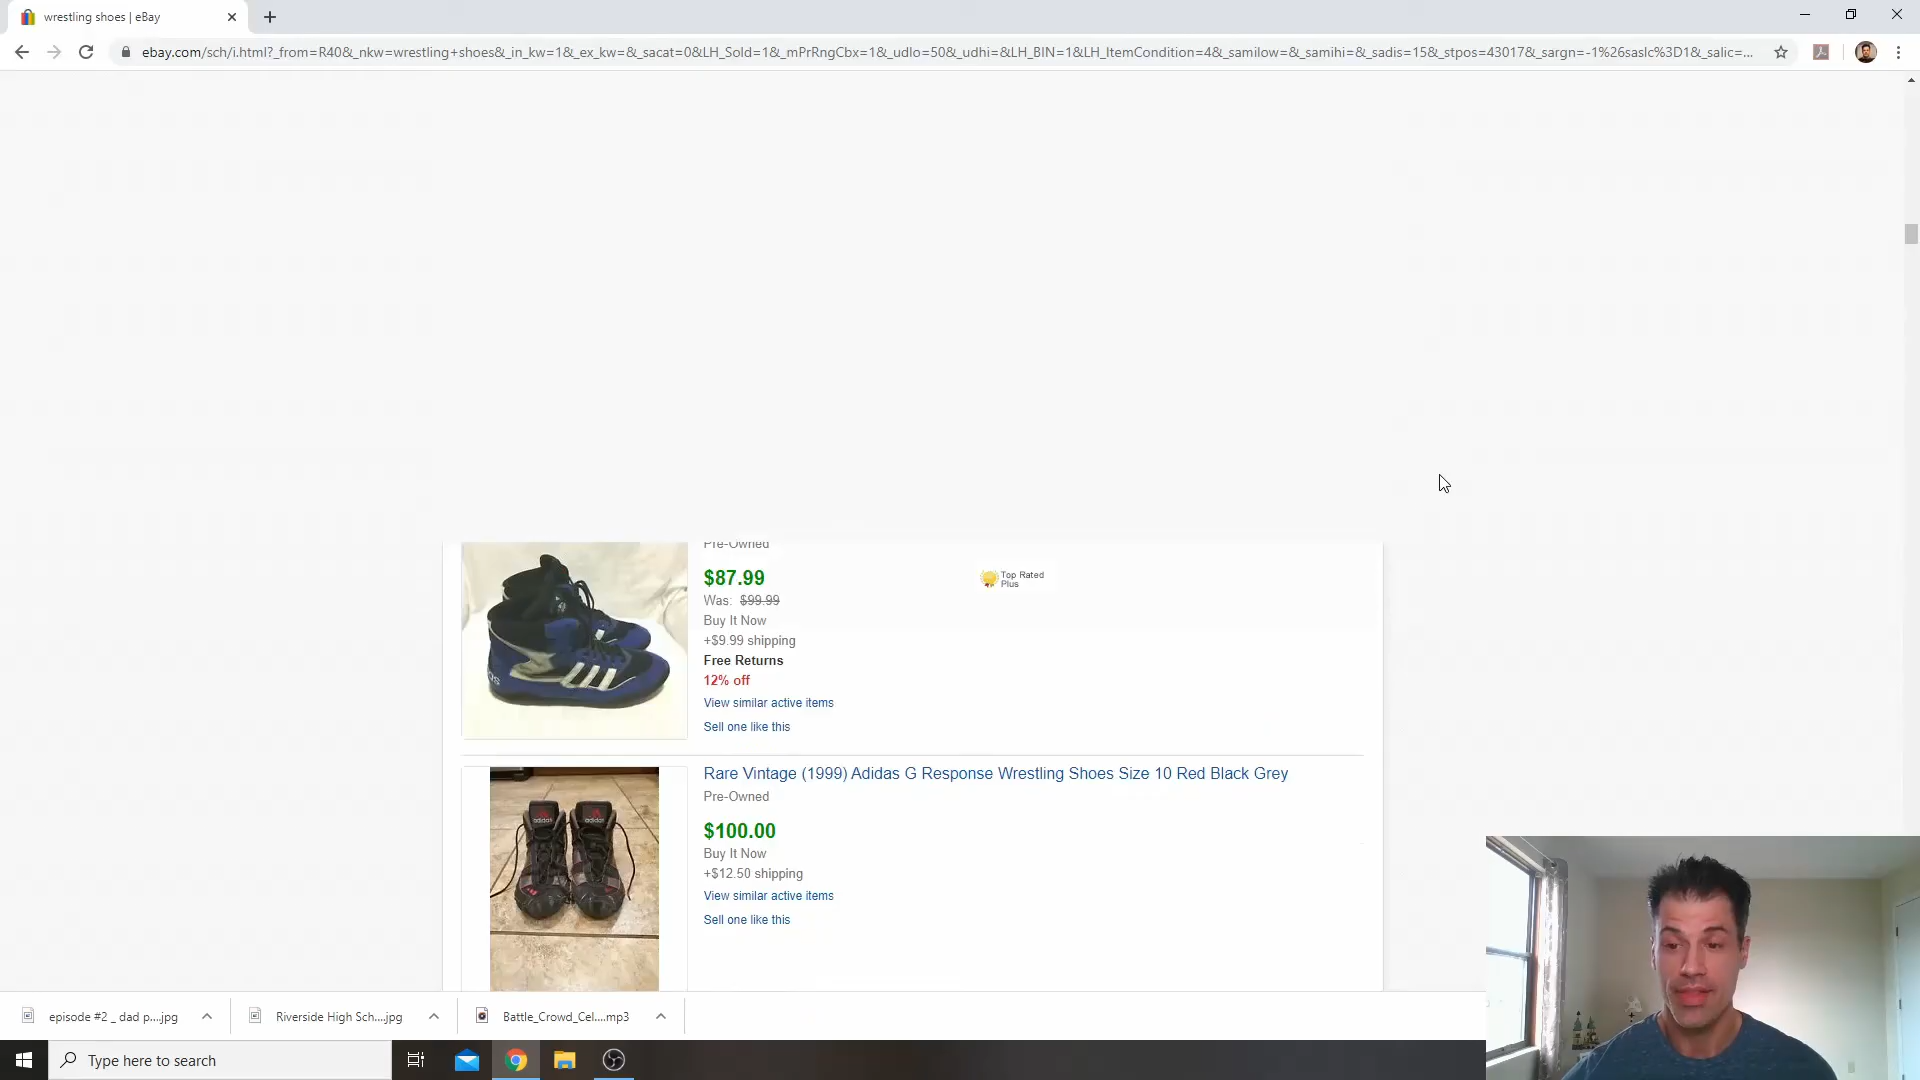 wrestling shoes | eBay
ebay.com/sch/i.html?_from=R40&_nkw=wrestling+shoes&_in_kw=1&_ex_kw=&_sacat=0&LH_Sold=1&_mPrRngCbx=1&_udlo=50&_udhi=&LH_BIN=1&LH_ItemCondition=4&_samilow=&_samihi=&_sadis=15&_stpos=43017&_sargn=-1%26saslc%3D1&_salic=...
Pre-Owned
$87.99
Top Rated
Plus
Was: $99.99
Buy It Now
+$9.99 shipping
Free Returns
12% off
View similar active items
Sell one like this
Rare Vintage (1999) Adidas G Response Wrestling Shoes Size 10 Red Black Grey
Pre-Owned
$100.00
Buy It Now
+$12.50 shipping
View similar active items
Sell one like this
episode #2 _ dad p....jpg
Riverside High Sch....jpg
Battle_Crowd_Cel....mp3
Type here to search